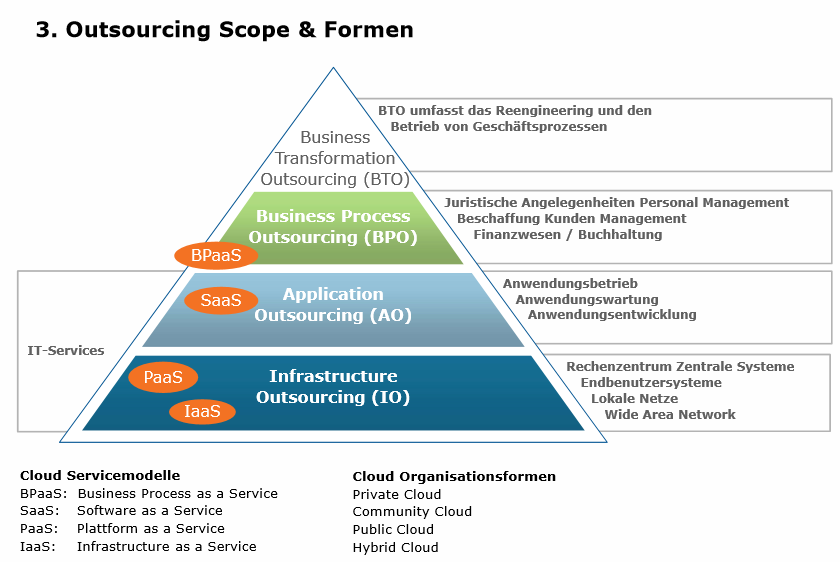 3. Outsourcing Scope & Formen
Business
Transformation
Outsourcing (BTO)
BTO umfasst das Reengineering und den
Betrieb von Geschäftsprozessen
Business Process
Outsourcing (BPO)
BPaaS
Juristische Angelegenheiten Personal Management
Beschaffung Kunden Management
Finanzwesen / Buchhaltung
IT-Services
SaaS
Application
Outsourcing (AO)
Anwendungsbetrieb
Anwendungswartung
Anwendungsentwicklung
PaaS
IaaS
Infrastructure
Outsourcing (IO)
Rechenzentrum Zentrale Systeme
Endbenutzersysteme
Lokale Netze
Wide Area Network
Cloud Servicemodelle
BPaaS: Business Process as a Service
SaaS: Software as a Service
PaaS: Plattform as a Service
IaaS: Infrastructure as a Service
Cloud Organisationsformen
Private Cloud
Community Cloud
Public Cloud
Hybrid Cloud